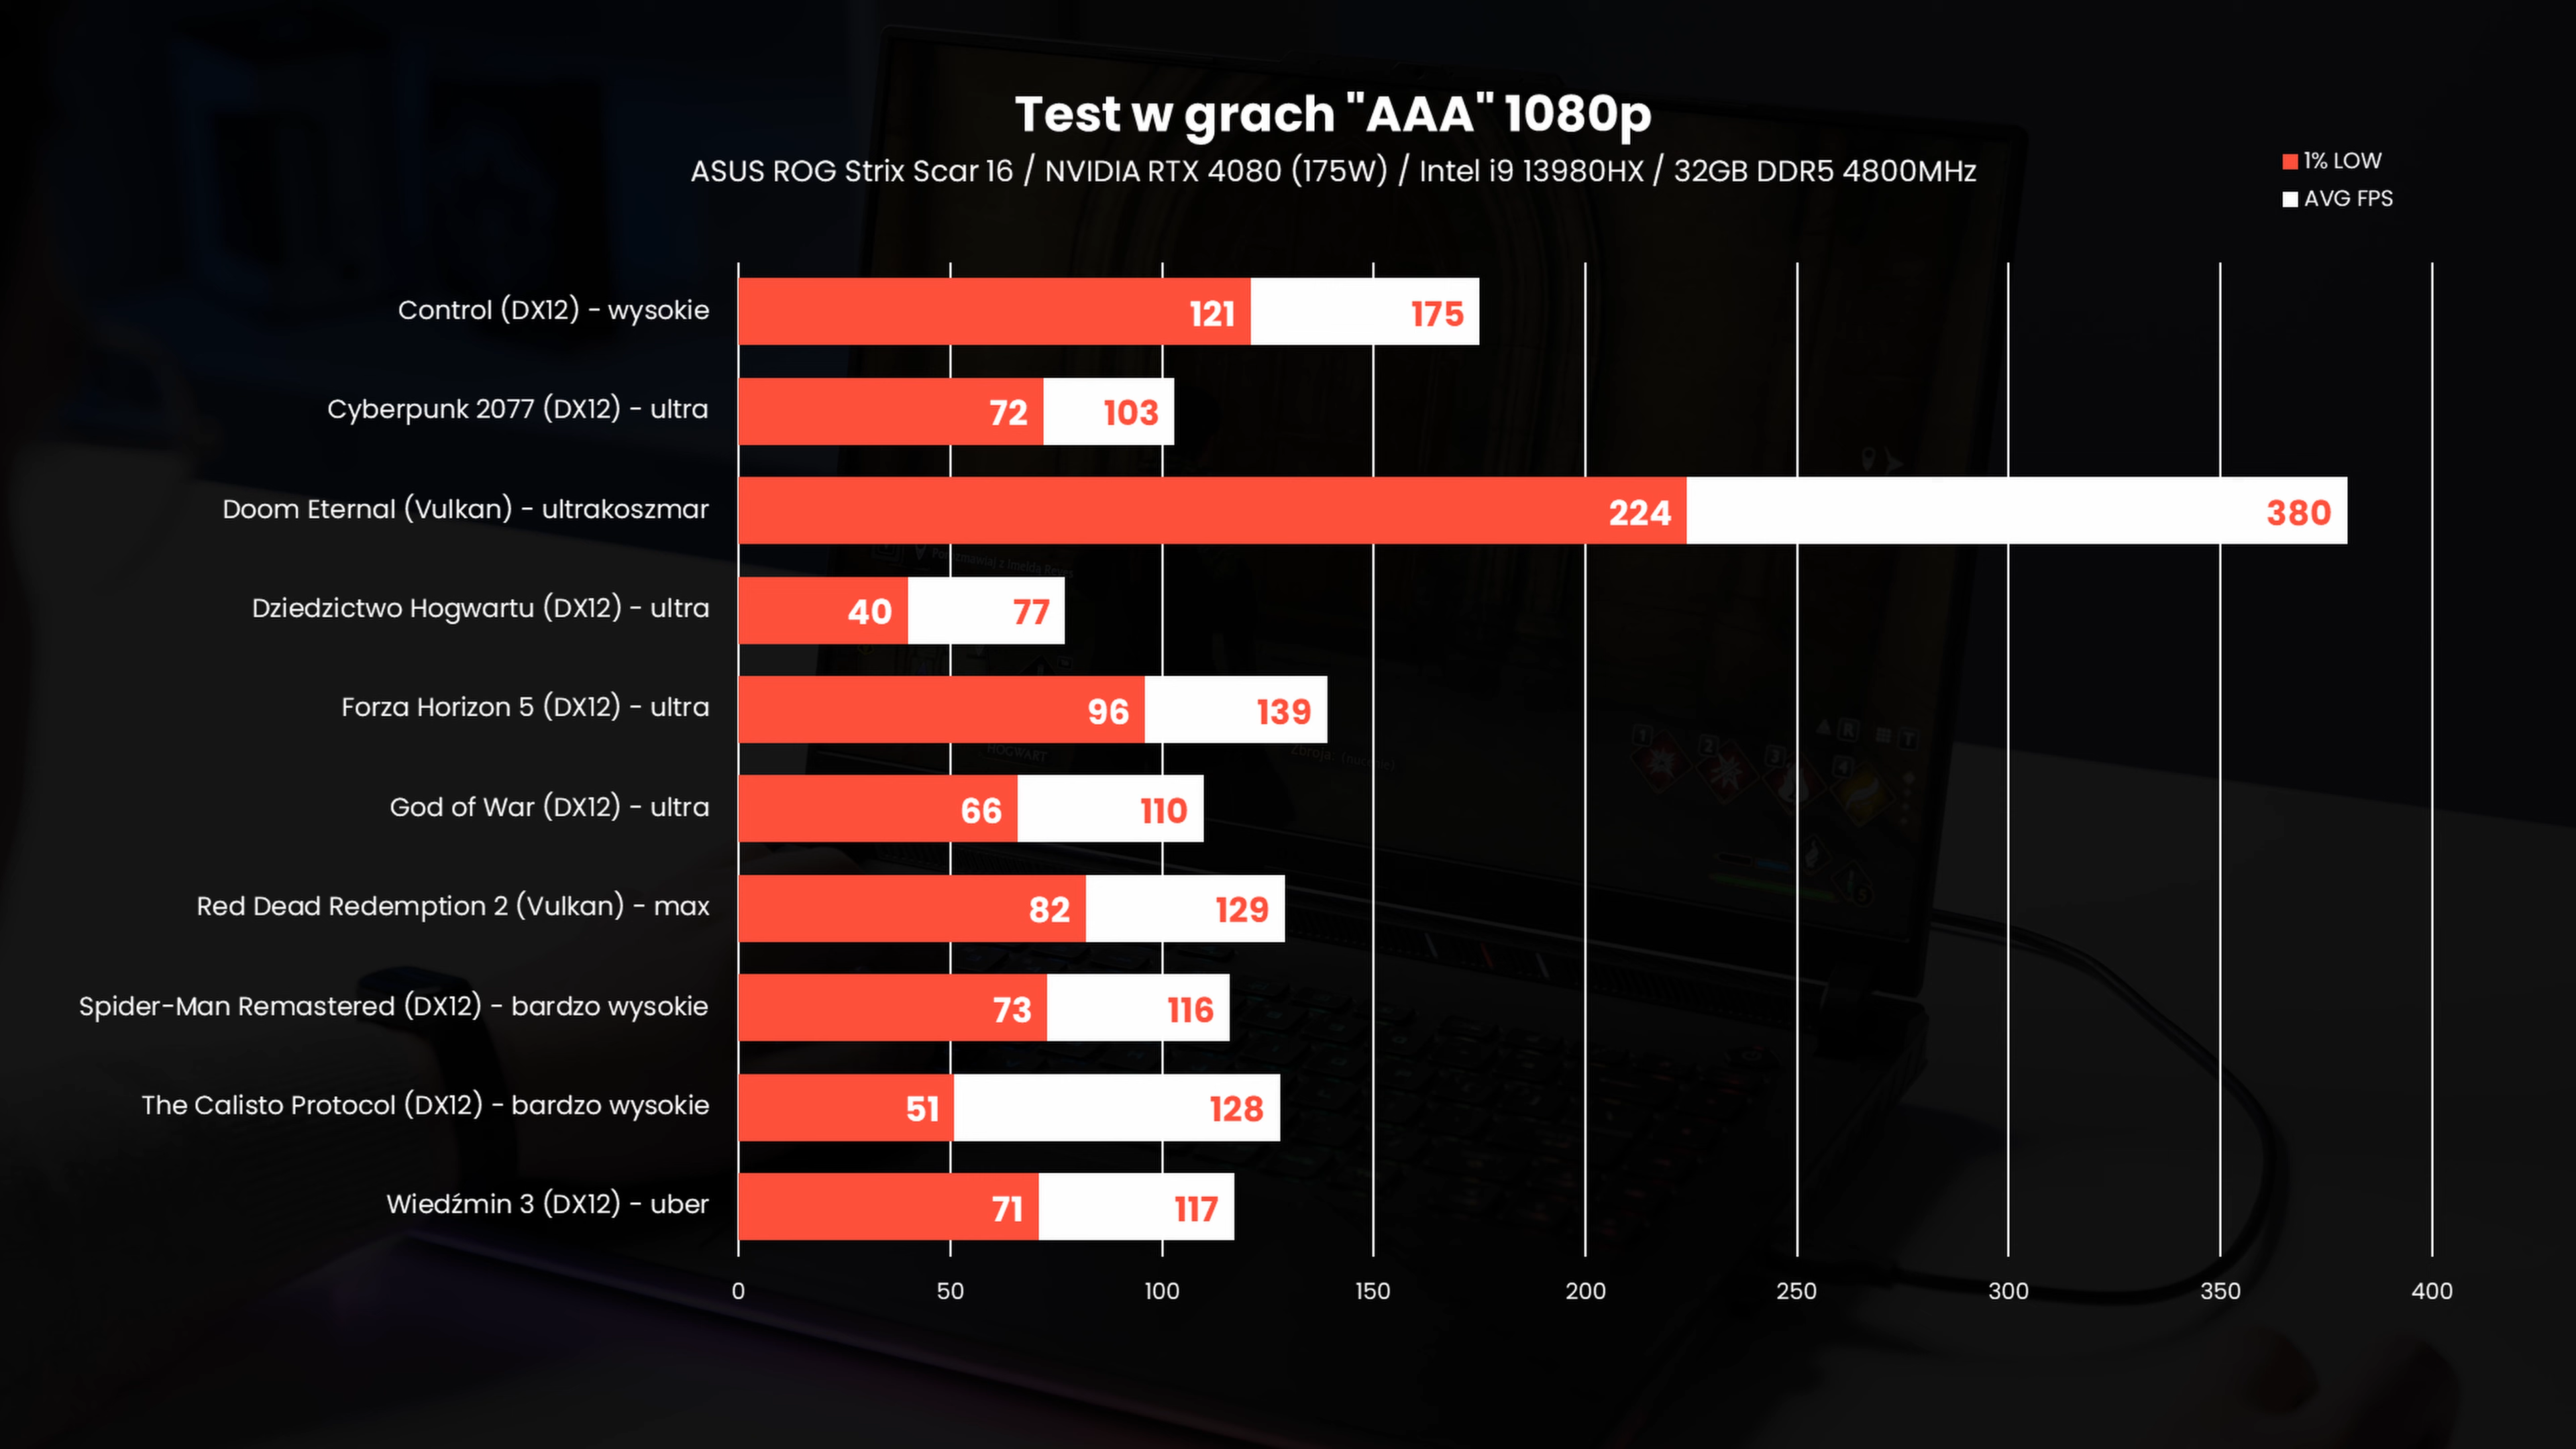 Test w grach "AAA" 1080p
ASUS ROG Strix Scar 16 / NVIDIA RTX 4080 (175W) / Intel i9 13980HX / 32GB DDR5 4800MHz
1% LOW
AVG FPS
Control (DX12) - wysokie 121 175
Cyberpunk 2077 (DX12) - ultra 72 103
Doom Eternal (Vulkan) - ultrakoszmar 224 380
Dziedzictwo Hogwartu (DX12) - ultra 40 77
Forza Horizon 5 (DX12) - ultra 96 139
God of War (DX12) - ultra 66 110
Red Dead Redemption 2 (Vulkan) - max 82 129
Spider-Man Remastered (DX12) - bardzo wysokie 73 116
The Calisto Protocol (DX12) - bardzo wysokie 51 128
Wiedźmin 3 (DX12) - uber 71 117
0 50 100 150 200 250 300 350 400